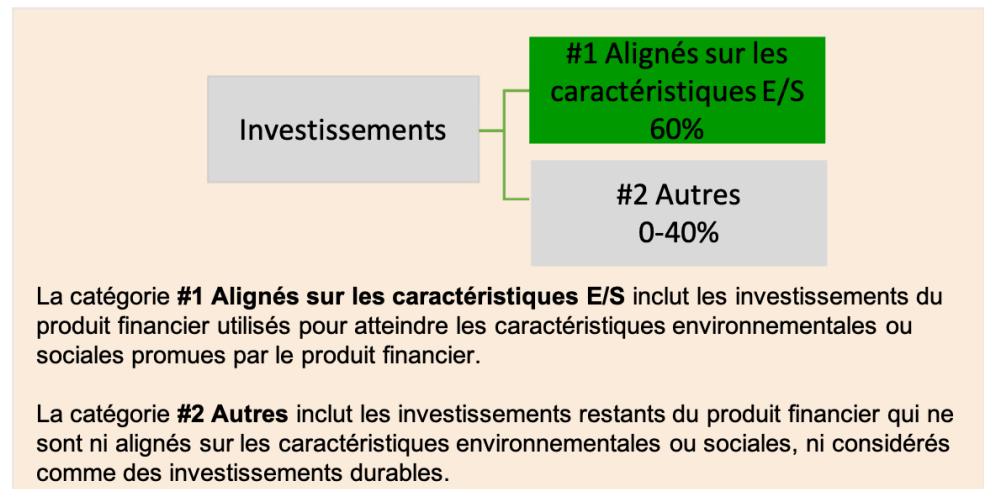 #1 Alignés sur les
caractéristiques E/S
60%
Investissements
#2 Autres
0-40%
La catégorie #1 Alignés sur les caractéristiques E/S inclut les investissements du
produit financier utilisés pour atteindre les caractéristiques environnementales ou
sociales promues par le produit financier.
La catégorie #2 Autres inclut les investissements restants du produit financier qui ne
sont ni alignés sur les caractéristiques environnementales ou sociales, ni considérés
comme des investissements durables.